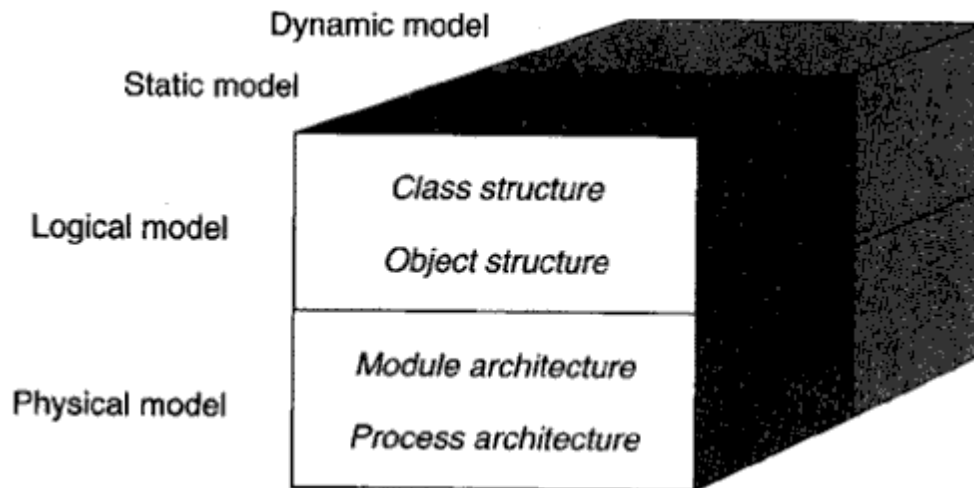 Dynamic model
Static model
Class structure
Logical model
Object structure
Module architecture
Physical model
Process architecture